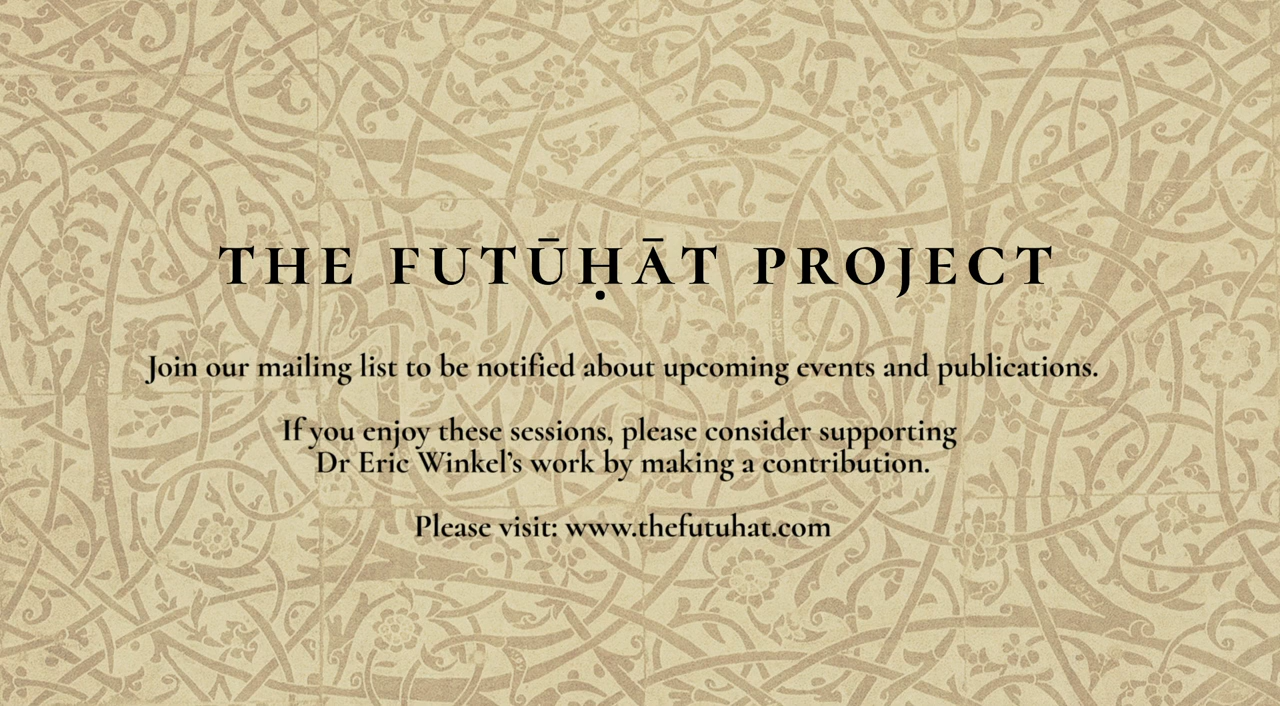 THE FUTŪḤĀT PROJECT
Join our mailing list to be notified about upcoming events and publications.
If you enjoy these sessions, please consider supporting
Dr Eric Winkel’s work by making a contribution.
Please visit: www.thefutuhat.com